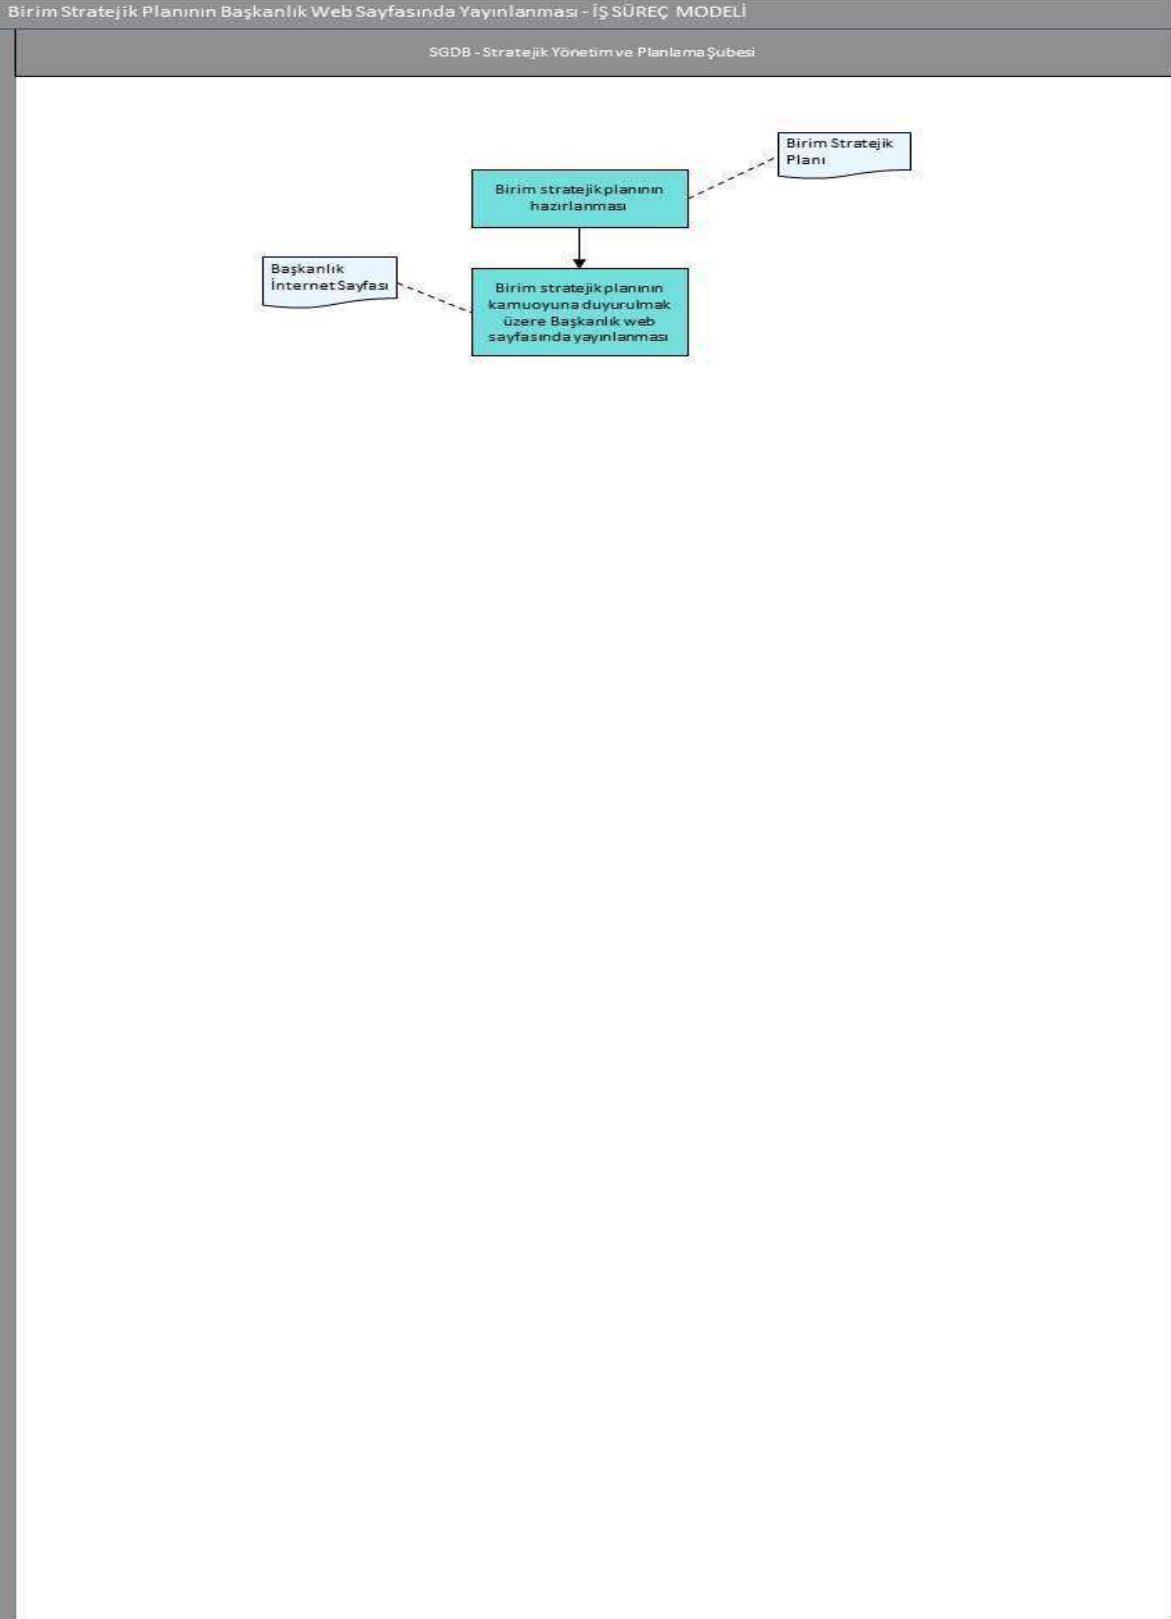 Birim Stratejik Planının Başkanlık Web Sayfasında Yayınlanması - İŞ SÜREÇ MODELİ
SGDB - Stratejik Yönetim ve Planlama Şubesi
Birim Stratejik
Planı
Birim stratejik planının
hazırlanması
Başkanlık
İnternet Sayfası
Birim stratejik planının
kamuoyuna duyurulmak
üzere Başkanlık web
sayfasında yayınlanması